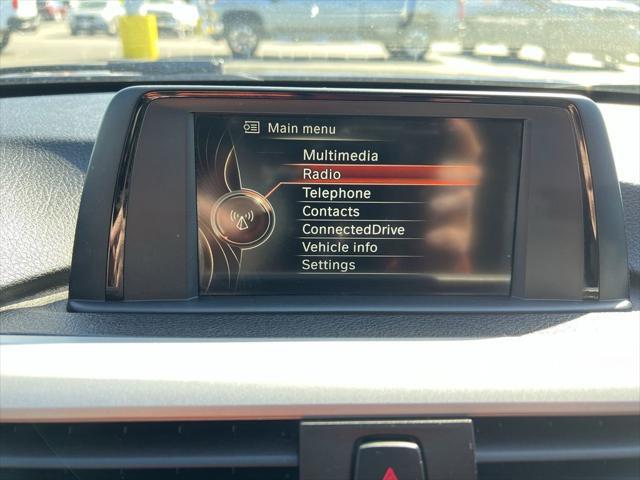 Main menu
Multimedia
Radio
Telephone
Contacts
ConnectedDrive
Vehicle info
Settings